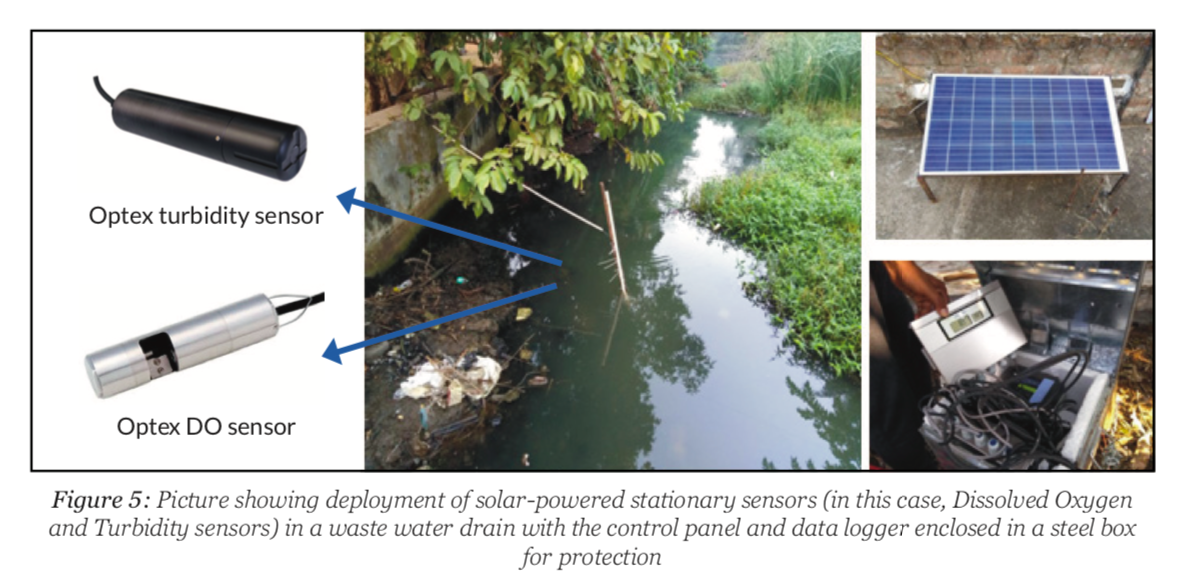 Optex turbidity sensor
Optex DO sensor
Figure 5: Picture showing deployment of solar-powered stationary sensors (in this case, Dissolved Oxygen
and Turbidity sensors) in a waste water drain with the control panel and data logger enclosed in a steel box
for protection